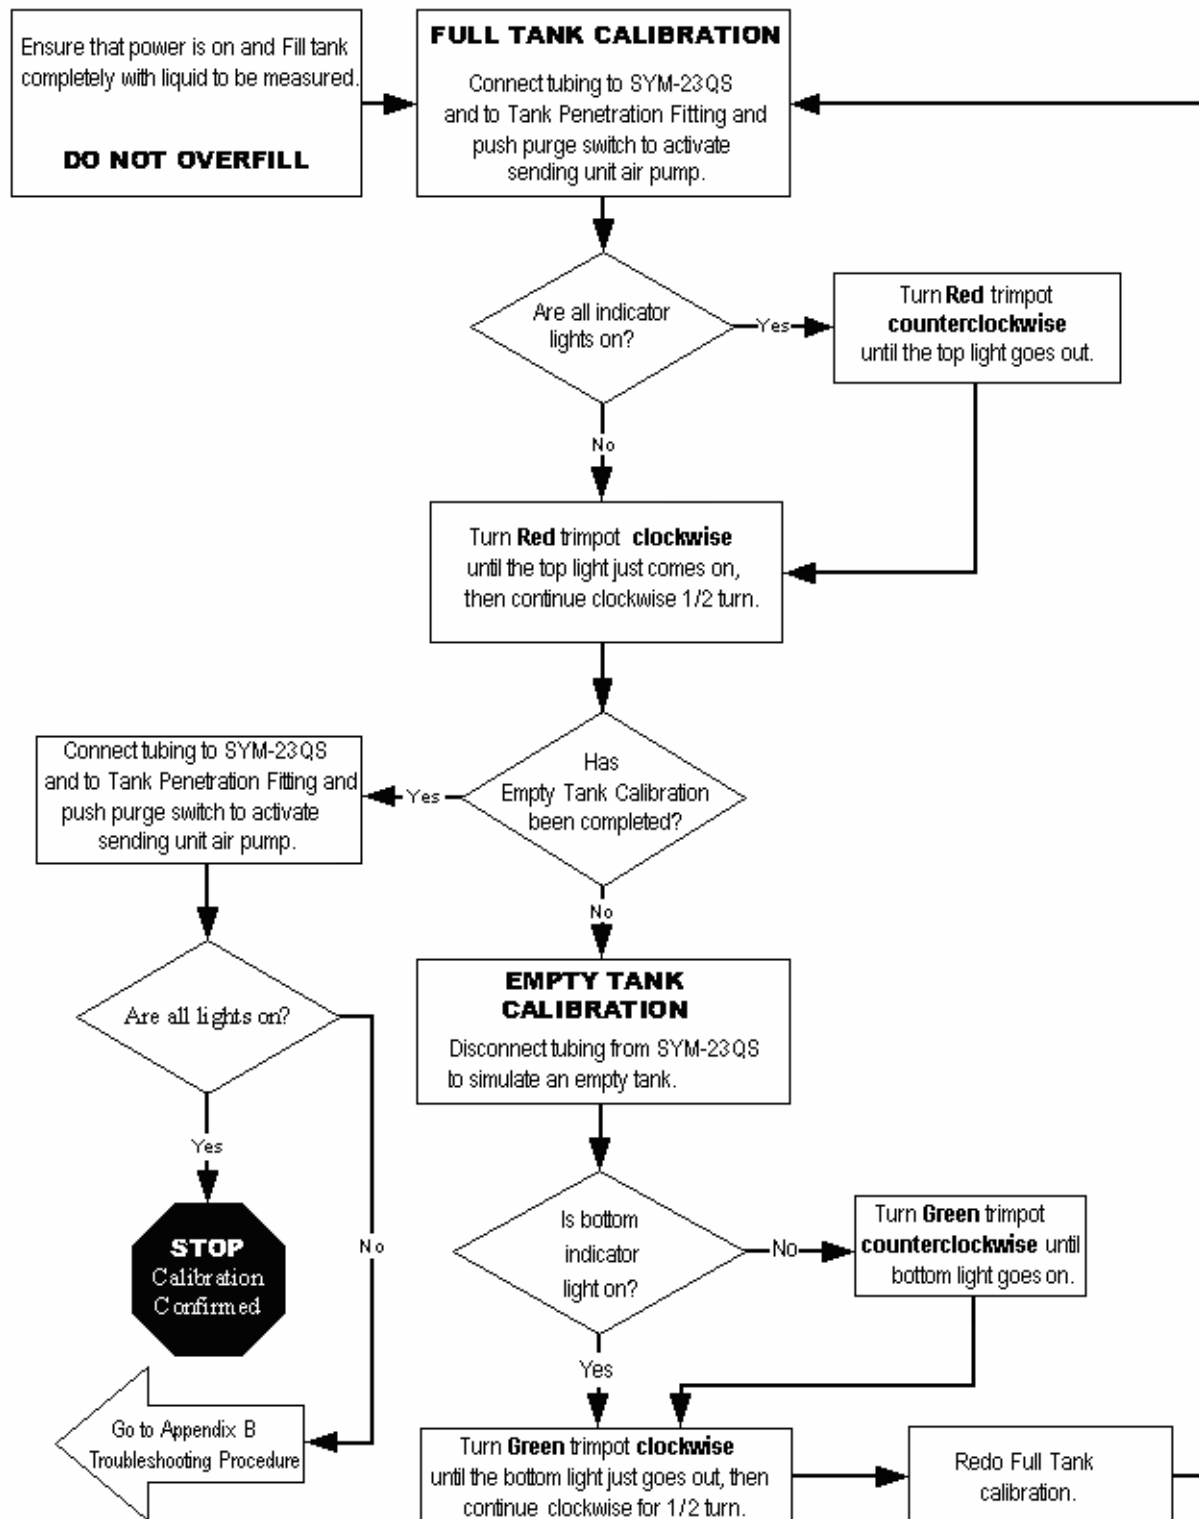 Ensure that power is on and Fill tank
completely with liquid to be measured.
DO NOT OVERFILL
FULL TANK CALIBRATION
Connect tubing to SYM-23QS
and to Tank Penetration Fitting and
push purge switch to activate
sending unit air pump.
Are all indicator
lights on?
Yes
Turn Red trimpot
counterclockwise
until the top light goes out.
No
Turn Red trimpot clockwise
until the top light just comes on,
then continue clockwise 1/2 turn.
Has
Empty Tank Calibration
been completed?
Yes
Connect tubing to SYM-23QS
and to Tank Penetration Fitting and
push purge switch to activate
sending unit air pump.
Are all lights on?
Yes
STOP
Calibration
Confirmed
No
Go to Appendix B
Troubleshooting Procedure
No
EMPTY TANK
CALIBRATION
Disconnect tubing from SYM-23QS
to simulate an empty tank.
Is bottom
indicator
light on?
No
Turn Green trimpot
counterclockwise until
bottom light goes on.
Yes
Turn Green trimpot clockwise
until the bottom light just goes out, then
continue clockwise for 1/2 turn.
Redo Full Tank
calibration.